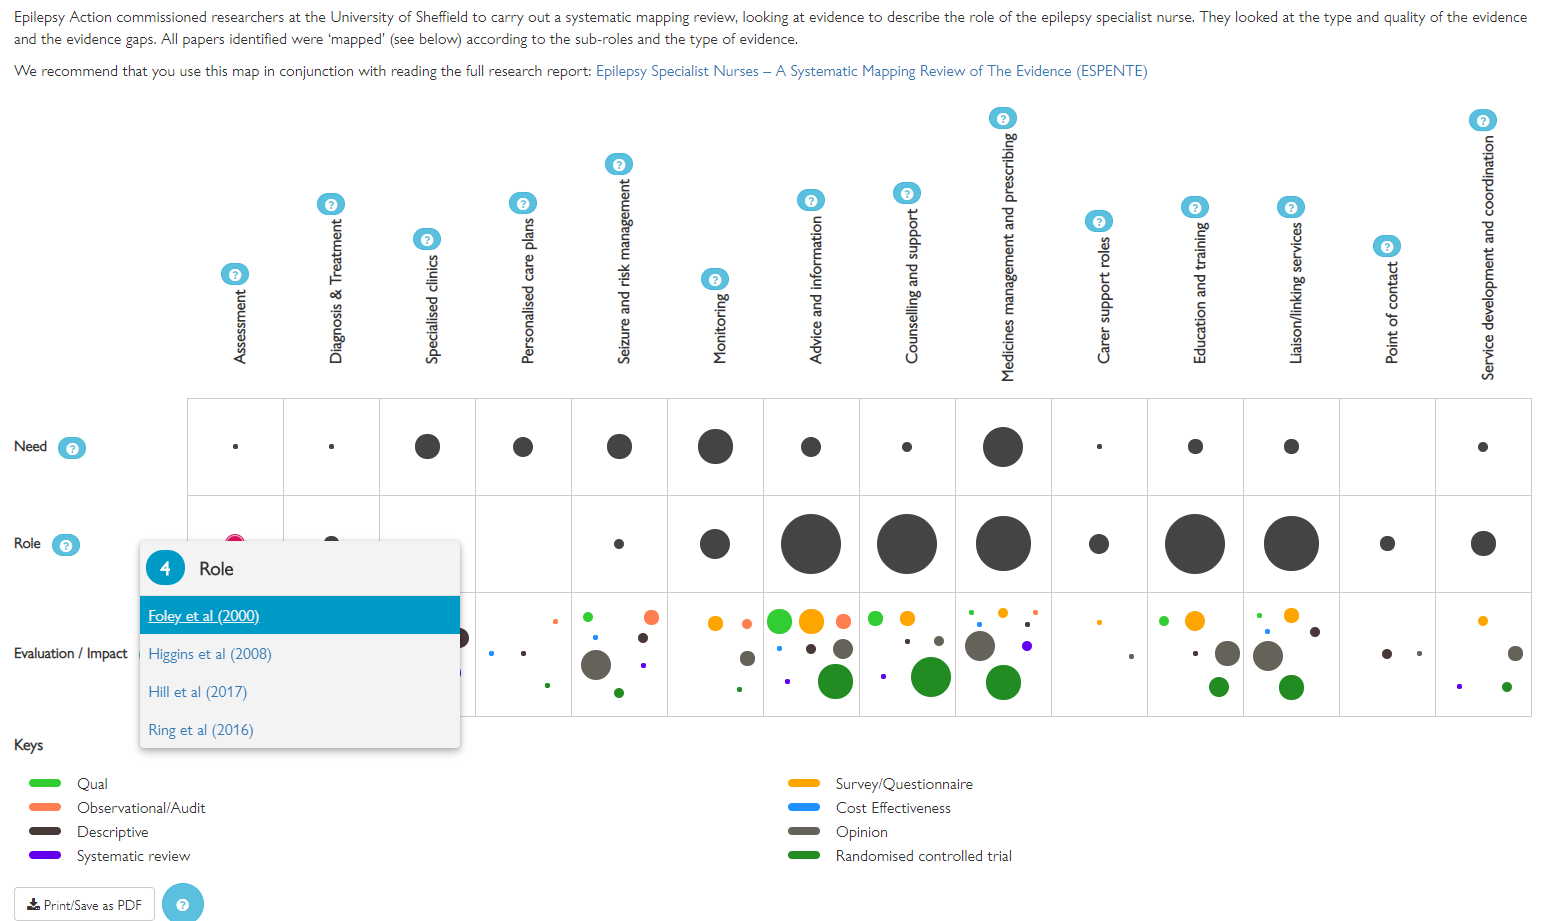 Epilepsy Action commissioned researchers at the University of Sheffield to carry out a systematic mapping review, looking at evidence to describe the role of the epilepsy specialist nurse. They looked at the type and quality of the evidence
and the evidence gaps. All papers identified were ‘mapped’ (see below) according to the sub-roles and the type of evidence.
We recommend that you use this map in conjunction with reading the full research report: Epilepsy Specialist Nurses – A Systematic Mapping Review of The Evidence (ESPENTE)
Assessment
Diagnosis & Treatment
Specialised clinics
Personalised care plans
Seizure and risk management
Monitoring
Advice and information
Counselling and support
Medicines management and prescribing
Carer support roles
Education and training
Liaison/linking services
Point of contact
Service development and coordination
Need
Role
4 Role
Foley et al (2000)
Higgins et al (2008)
Hill et al (2017)
Ring et al (2016)
Evaluation / Impact
Keys
Qual
Observational/Audit
Descriptive
Systematic review
Survey/Questionnaire
Cost Effectiveness
Opinion
Randomised controlled trial
Print/Save as PDF